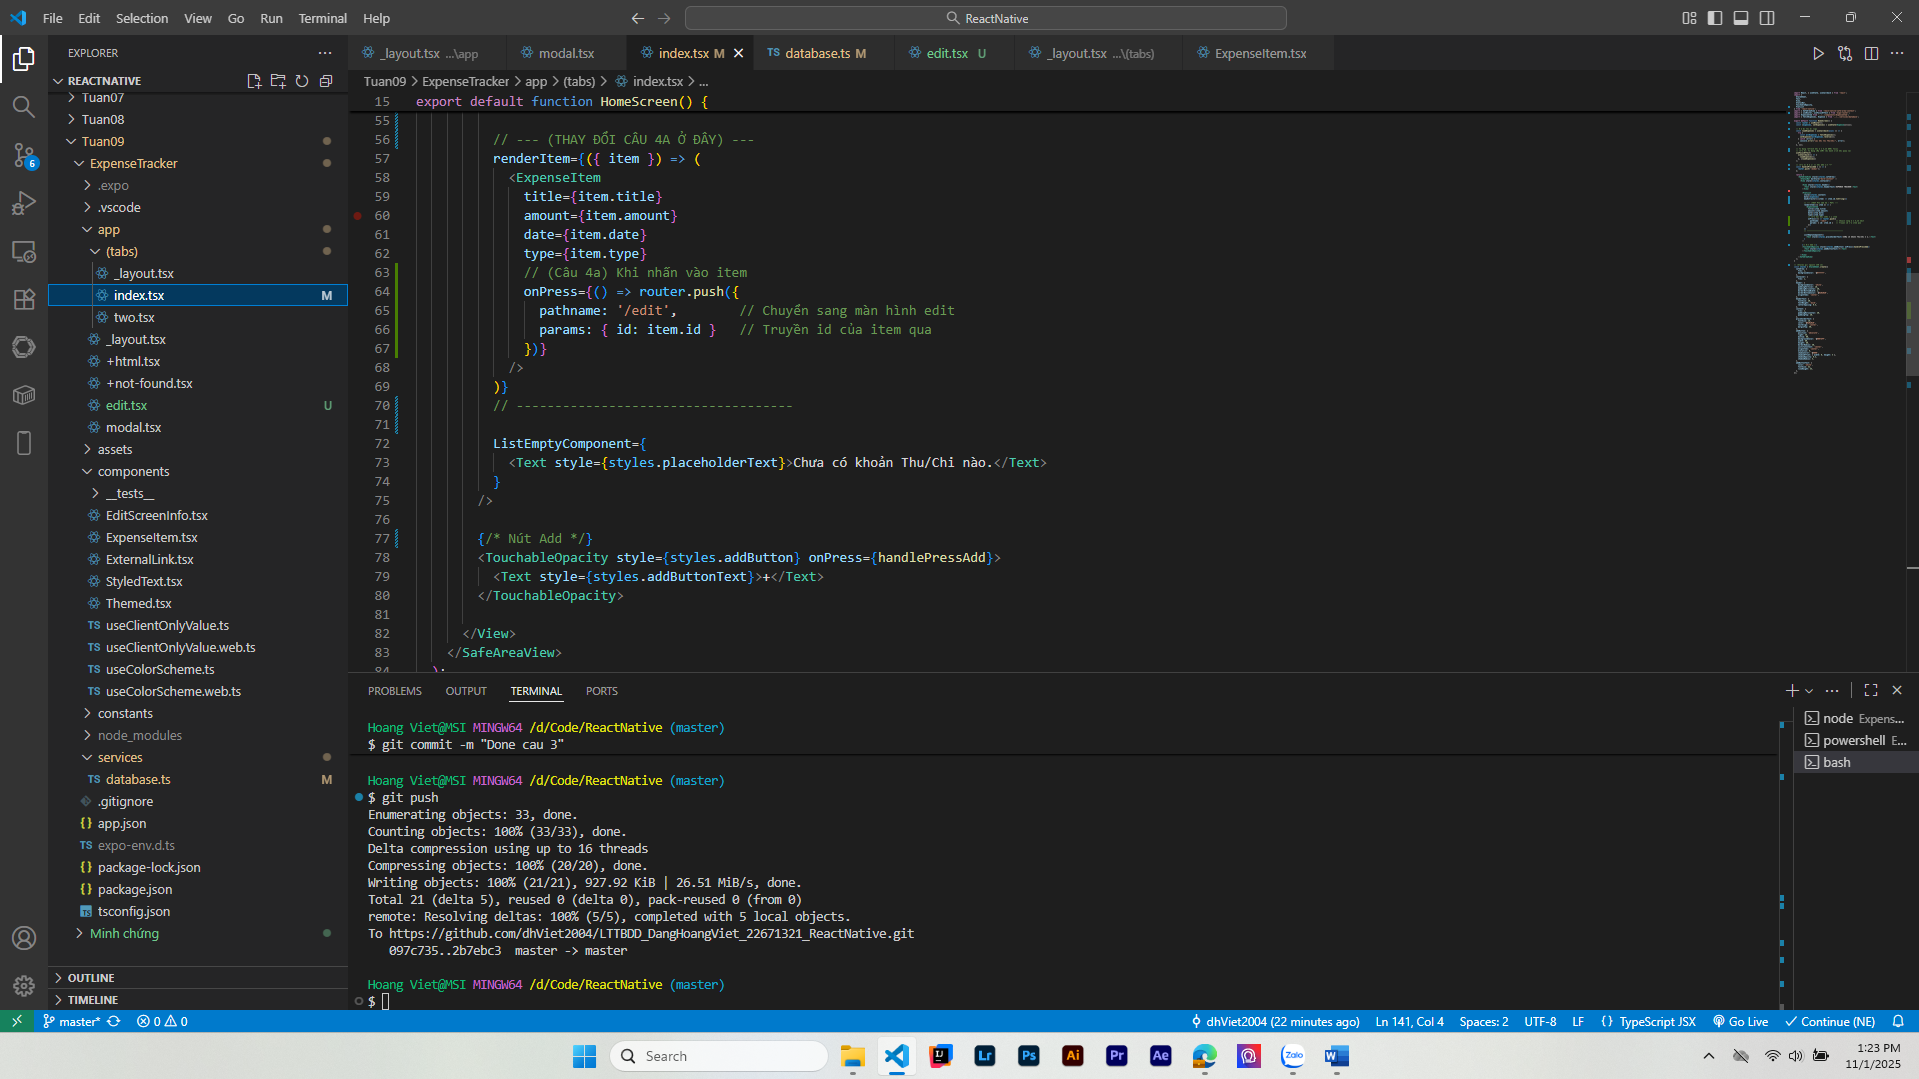 File Edit Selection View Go Run Terminal Help
ReactNative
EXPLORER
REACTNATIVE
Tuan07
Tuan08
Tuan09
ExpenseTracker
.expo
.vscode
app
(tabs)
_layout.tsx
index.tsx M
two.tsx
_layout.tsx
+html.tsx
+not-found.tsx
edit.tsx U
modal.tsx
assets
components
__tests__
EditScreenInfo.tsx
ExpenseItem.tsx
ExternalLink.tsx
StyledText.tsx
Themed.tsx
TS useClientOnlyValue.ts
TS useClientOnlyValue.web.ts
TS useColorScheme.ts
TS useColorScheme.web.ts
constants
node_modules
services
TS database.ts M
.gitignore
{} app.json
TS expo-env.d.ts
{} package-lock.json
{} package.json
tsconfig.json
Minh chứng
OUTLINE
TIMELINE
6
_layout.tsx ...\app modal.tsx index.tsx M TS database.ts M edit.tsx U _layout.tsx ...\(tabs) ExpenseItem.tsx
Tuan09 > ExpenseTracker > app > (tabs) > index.tsx > ...
15 export default function HomeScreen() {
55
56 // --- (THAY ĐỔI CÂU 4A Ở ĐÂY) ---
57 renderItem={({ item }) => (
58 <ExpenseItem
59 title={item.title}
60 amount={item.amount}
61 date={item.date}
62 type={item.type}
63 // (Câu 4a) Khi nhấn vào item
64 onPress={() => router.push({
65 pathname: '/edit', // Chuyển sang màn hình edit
66 params: { id: item.id } // Truyền id của item qua
67 })}
68 />
69 )}
70 // ------------------------------------
71
72 ListEmptyComponent={
73 <Text style={styles.placeholderText}>Chưa có khoản Thu/Chi nào.</Text>
74 }
75 />
76
77 {/* Nút Add */}
78 <TouchableOpacity style={styles.addButton} onPress={handlePressAdd}>
79 <Text style={styles.addButtonText}>+</Text>
80 </TouchableOpacity>
81
82 </View>
83 </SafeAreaView>
84 );
PROBLEMS OUTPUT TERMINAL PORTS
Hoang Viet@MSI MINGW64 /d/Code/ReactNative (master)
$ git commit -m "Done cau 3"
Hoang Viet@MSI MINGW64 /d/Code/ReactNative (master)
$ git push
Enumerating objects: 33, done.
Counting objects: 100% (33/33), done.
Delta compression using up to 16 threads
Compressing objects: 100% (20/20), done.
Writing objects: 100% (21/21), 927.92 KiB | 26.51 MiB/s, done.
Total 21 (delta 5), reused 0 (delta 0), pack-reused 0 (from 0)
remote: Resolving deltas: 100% (5/5), completed with 5 local objects.
To https://github.com/dhViet2004/LTTBDD_DangHoangViet_22671321_ReactNative.git
097c735..2b7ebc3 master -> master
Hoang Viet@MSI MINGW64 /d/Code/ReactNative (master)
$
node Expens...
powershell E...
bash
master* 0 0 dhViet2004 (22 minutes ago) Ln 141, Col 4 Spaces: 2 UTF-8 LF {} TypeScript JSX Go Live Continue (NE)
Search
Lr Ps Ai Pr Ae Zalo W
1:23 PM
11/1/2025